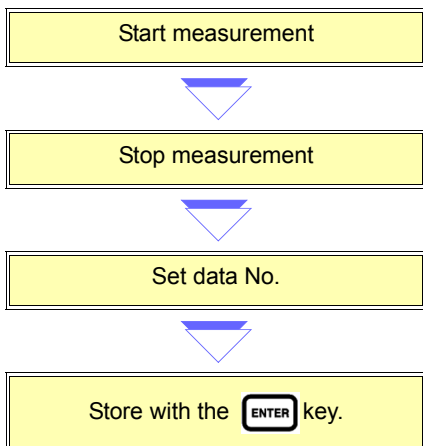 Start measurement
Stop measurement
Set data No.
Store with the ENTER key.